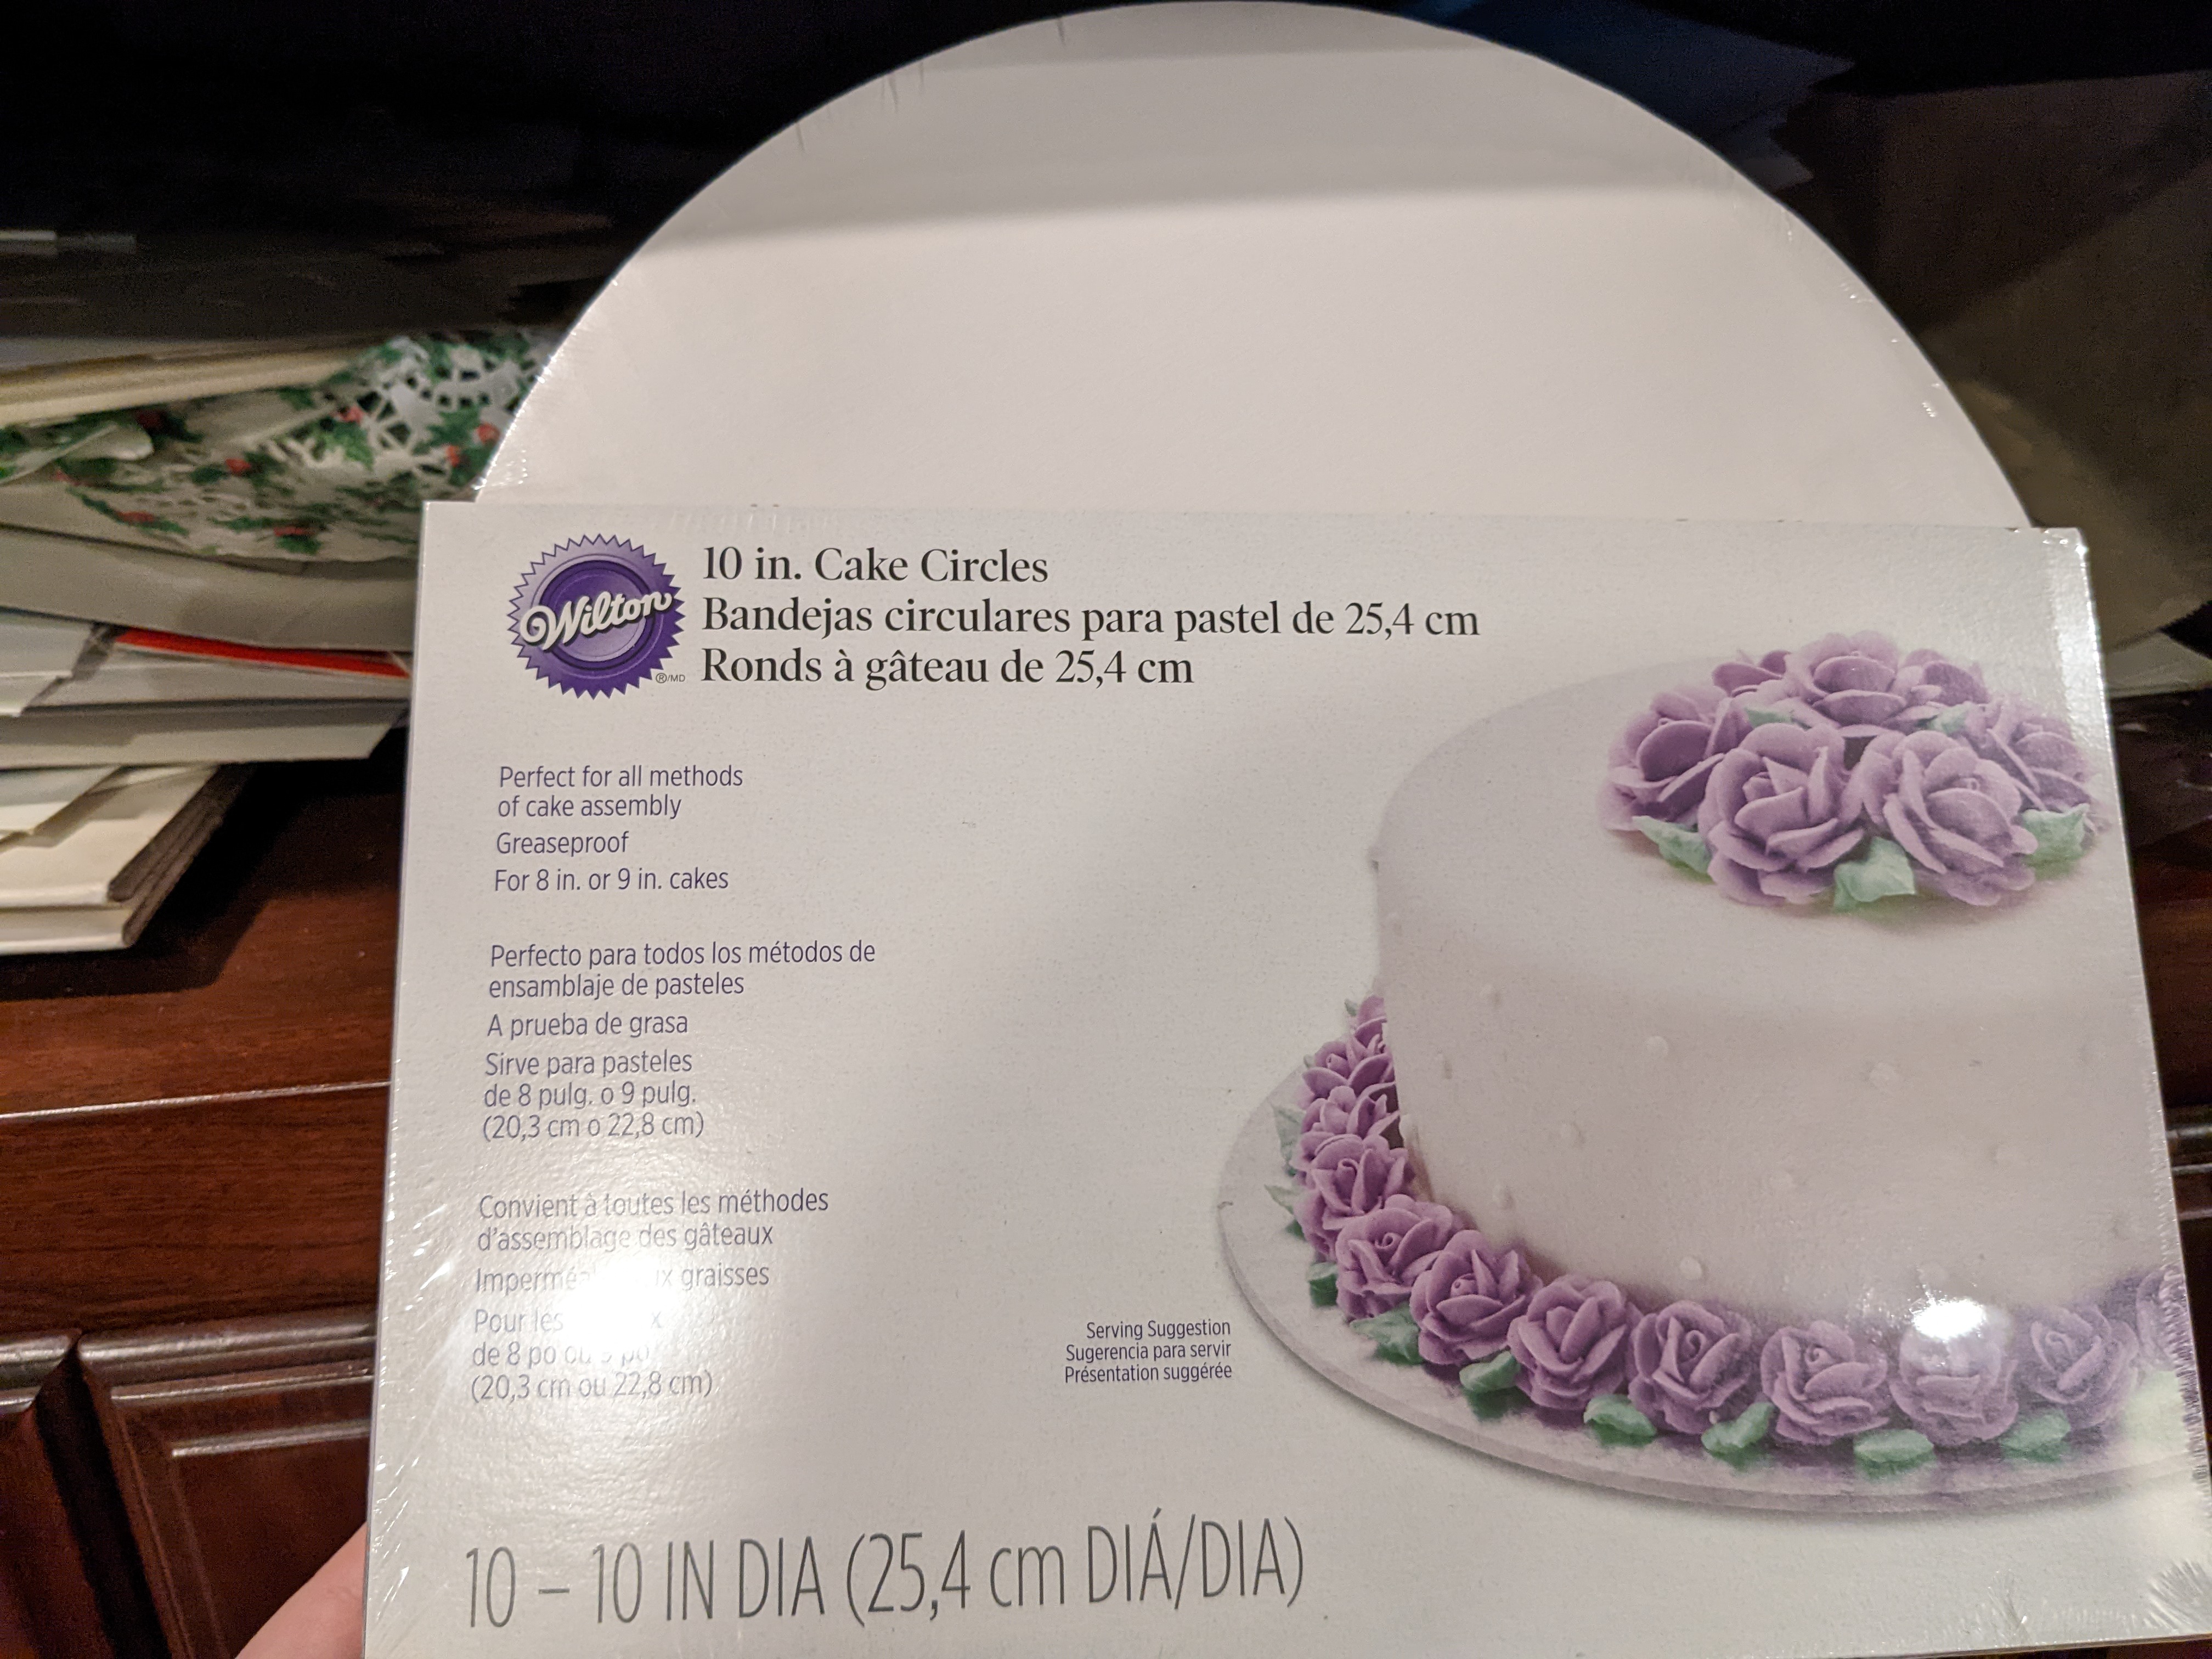 Wilton
®/MD
10 in. Cake Circles
Bandejas circulares para pastel de 25,4 cm
Ronds à gâteau de 25,4 cm
Perfect for all methods
of cake assembly
Greaseproof
For 8 in. or 9 in. cakes
Perfecto para todos los métodos de
ensamblaje de pasteles
A prueba de grasa
Sirve para pasteles
de 8 pulg. o 9 pulg.
(20,3 cm o 22,8 cm)
Convient à toutes les méthodes
d'assemblage des gâteaux
graisses
Pour les
de 8 po ou
(20,3 cm ou 22,8 cm)
Serving Suggestion
Sugerencia para servir
Présentation suggérée
10 – 10 IN DIA (25,4 cm DIÁ/DIA)